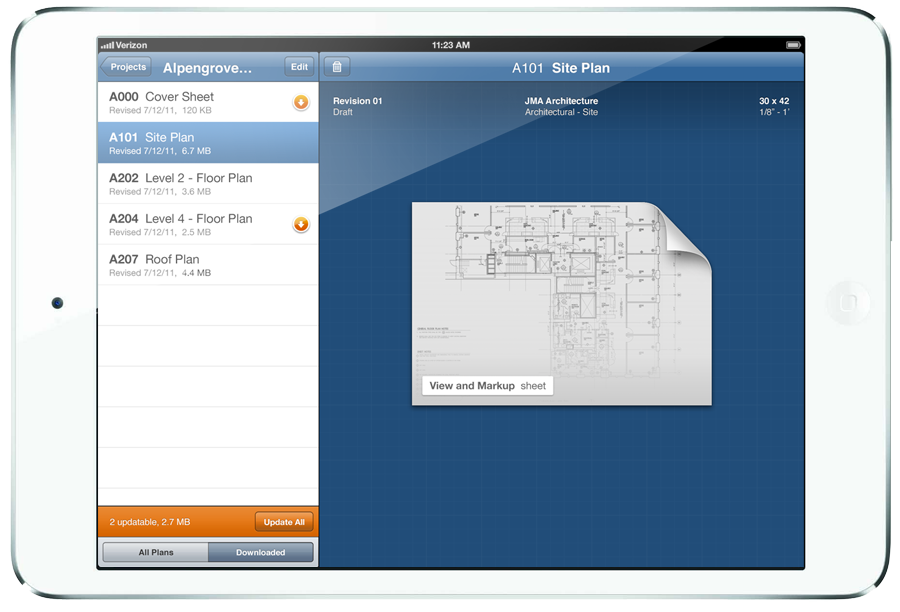 Verizon
11:23 AM
Projects
Alpengrove...
Edit
A101 Site Plan
A000 Cover Sheet
Revised 7/12/11, 120 KB
A101 Site Plan
Revised 7/12/11, 6.7 MB
A202 Level 2 - Floor Plan
Revised 7/12/11, 3.6 MB
A204 Level 4 - Floor Plan
Revised 7/12/11, 2.5 MB
A207 Roof Plan
Revised 7/12/11, 4.4 MB
Revision 01
Draft
JMA Architecture
Architectural - Site
30 x 42
1/8" - 1'
View and Markup sheet
2 updatable, 2.7 MB
Update All
All Plans
Downloaded